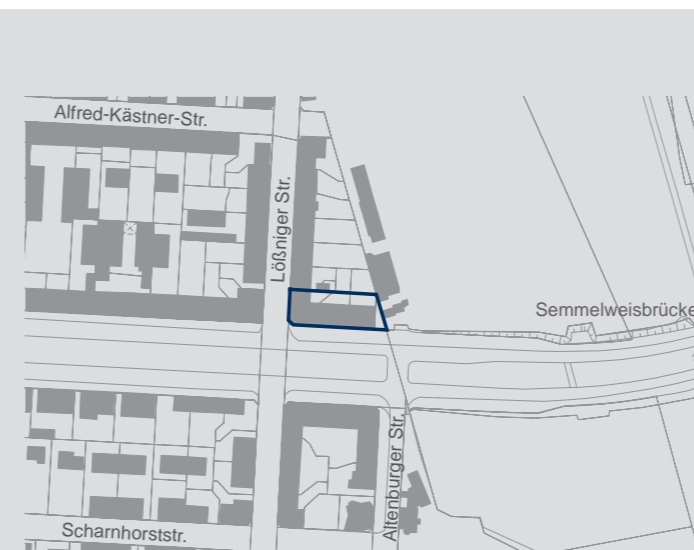 Alfred-Kästner-Str.
Lößniger Str.
Semmelweisbrücke
Altenburger Str.
Scharnhorststr.